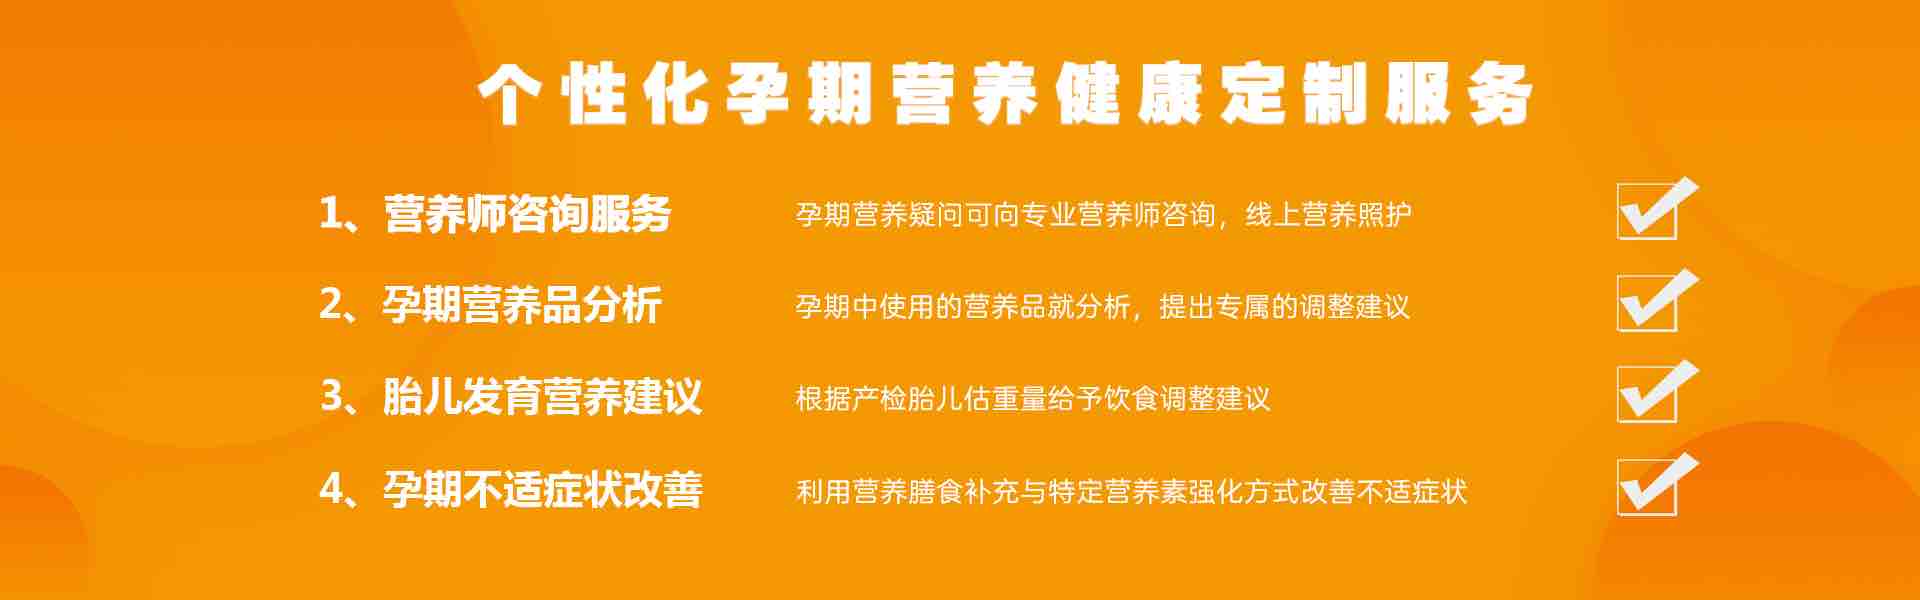 个性化孕期营养健康定制服务
1、营养师咨询服务 孕期营养疑问可向专业营养师咨询，线上营养照护
2、孕期营养品分析 孕期中使用的营养品就分析，提出专属的调整建议
3、胎儿发育营养建议 根据产检胎儿估重量给予饮食调整建议
4、孕期不适症状改善 利用营养膳食补充与特定营养素强化方式改善不适症状